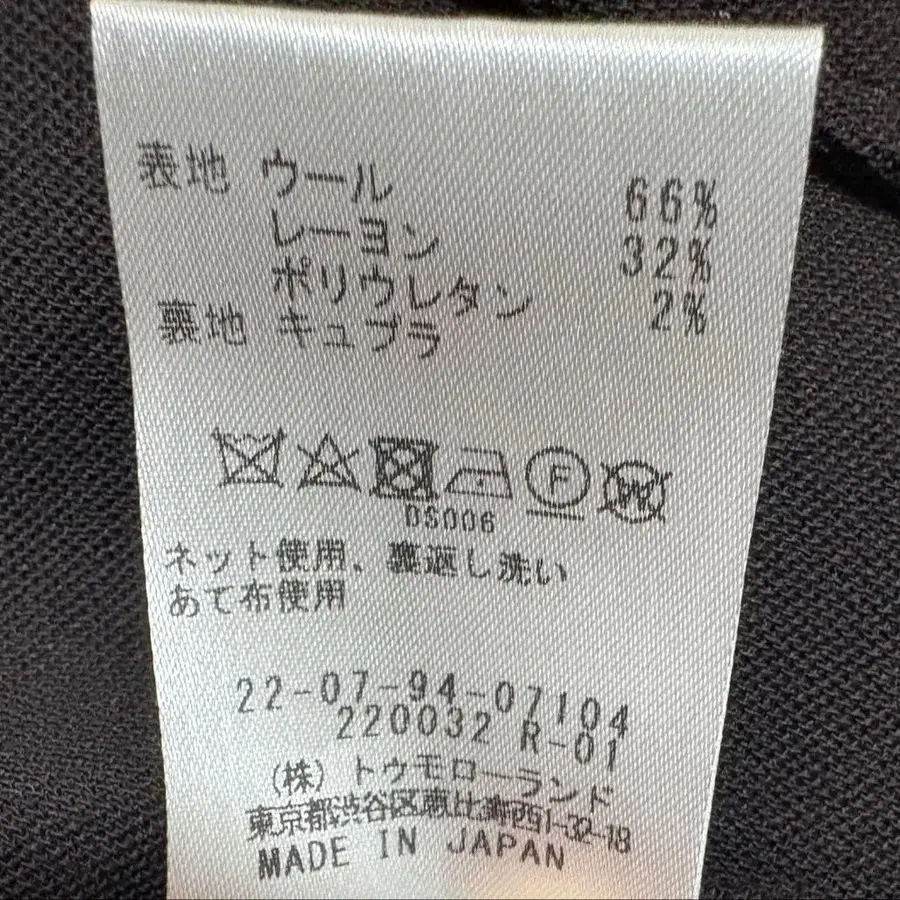 表地 ウール 66%
レーヨン 32%
ポリウレタン 2%
裏地 キュプラ
F W
DS006
ネット使用、裏返し洗い
あて布使用
22-07-94-07104
220032 R-01
(株)トゥモローランド
東京都渋谷区恵比寿西1-32-18
MADE IN JAPAN